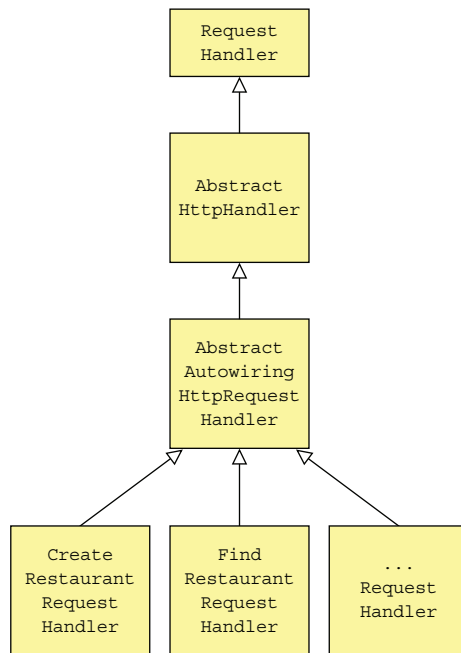 Request
Handler
Abstract
HttpHandler
Abstract
Autowiring
HttpRequest
Handler
Create
Restaurant
Request
Handler
Find
Restaurant
Request
Handler
...
Request
Handler